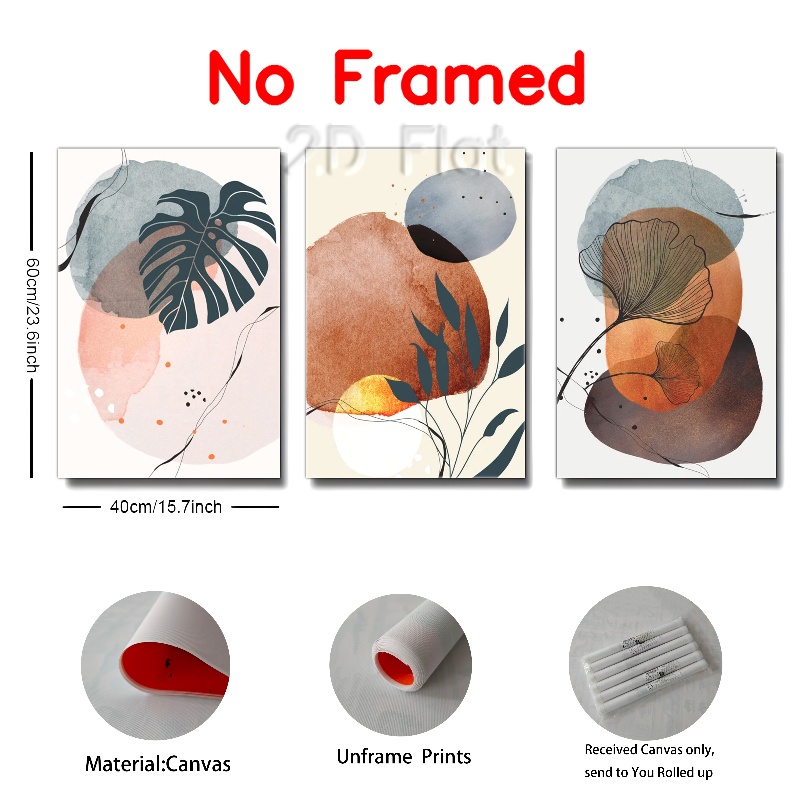 No Framed
2D Flat
60cm/23.6inch
40cm/15.7inch
Material:Canvas
Unframe Prints
Received Canvas only,
send to You Rolled up